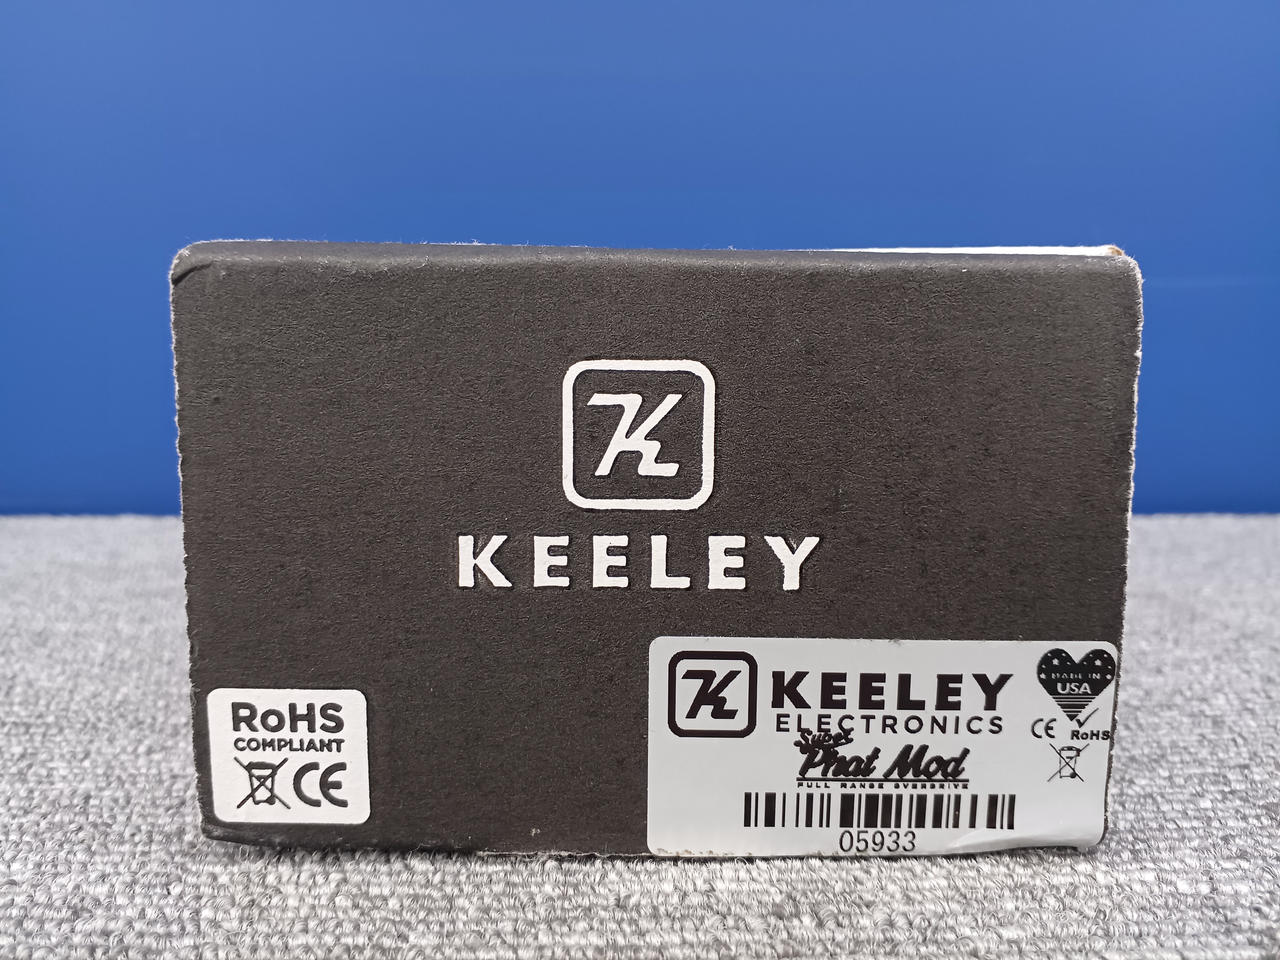 K
KEELEY
RoHS
COMPLIANT
CE
K
KEELEY
ELECTRONICS
Super
Phat Mod
FULL RANGE OVERDRIVE
05933
MADE IN
USA
CE RoHS